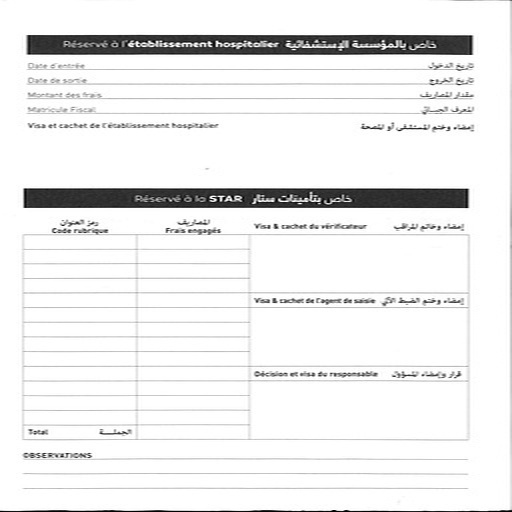 Réservé à l'établissement hospitalier خاص بالمؤسسة الإستشفائية
Date d'entrée تاريخ الدخول
Date de sortie تاريخ الخروج
Montant des frais مقدار المصاريف
Matricule Fiscal المعرف الجبائي
Visa et cachet de l'établissement hospitalier إمضاء وختم المستشفى أو المصحة
Réservé à la STAR خاص بتأمينات ستار
رمز العنوان المصاريف
Code rubrique Frais engagés Visa & cachet du vérificateur إمضاء وخاتم المراقب
Visa & cachet de l'agent de saisie إمضاء وختم الضبط الآلي
Décision et visa du responsable قرار وإمضاء المسؤول
Total الجملـــة
OBSERVATIONS